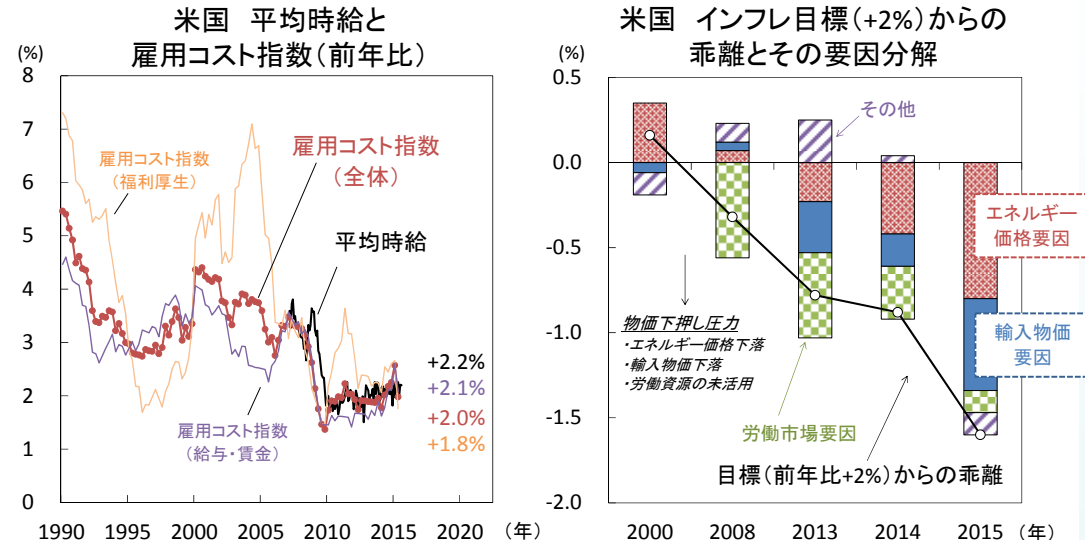 米国　平均時給と
雇用コスト指数（前年比）
(%)
8
7
6
5
4
3
2
1
0
1990
1995
2000
2005
2010
2015
2020
（年）
雇用コスト指数
（福利厚生）
雇用コスト指数
（全体）
平均時給
雇用コスト指数
（給与・賃金）
+2.2%
+2.1%
+2.0%
+1.8%
米国　インフレ目標（+2%）からの
乖離とその要因分解
(%)
0.5
0.0
-0.5
-1.0
-1.5
-2.0
2000
2008
2013
2014
2015
（年）
その他
エネルギー
価格要因
輸入物価
要因
物価下押し圧力
・エネルギー価格下落
・輸入物価下落
・労働資源の未活用
労働市場要因
目標（前年比+2%）からの乖離